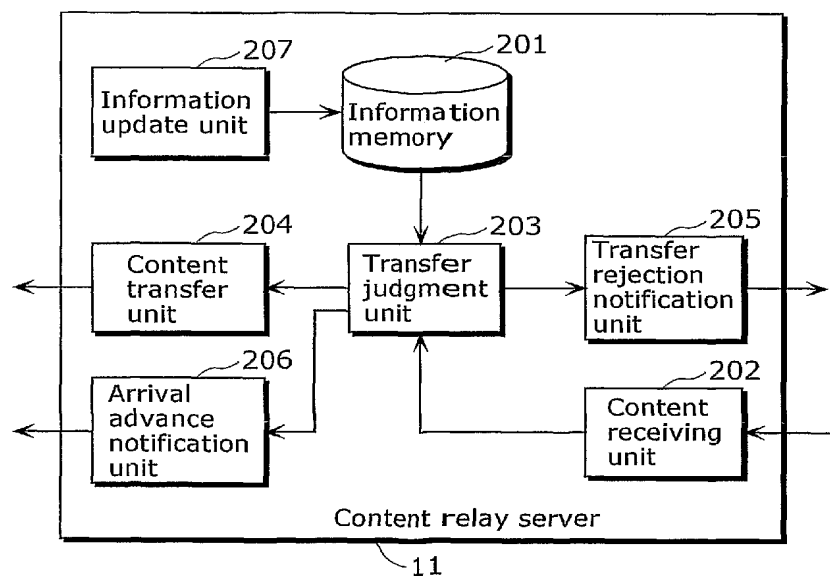 207
Information
update unit
201
Information
memory
204
Content
transfer
unit
203
Transfer
judgment
unit
205
Transfer
rejection
notification
unit
206
Arrival
advance
notification
unit
202
Content
receiving
unit
Content relay server
11